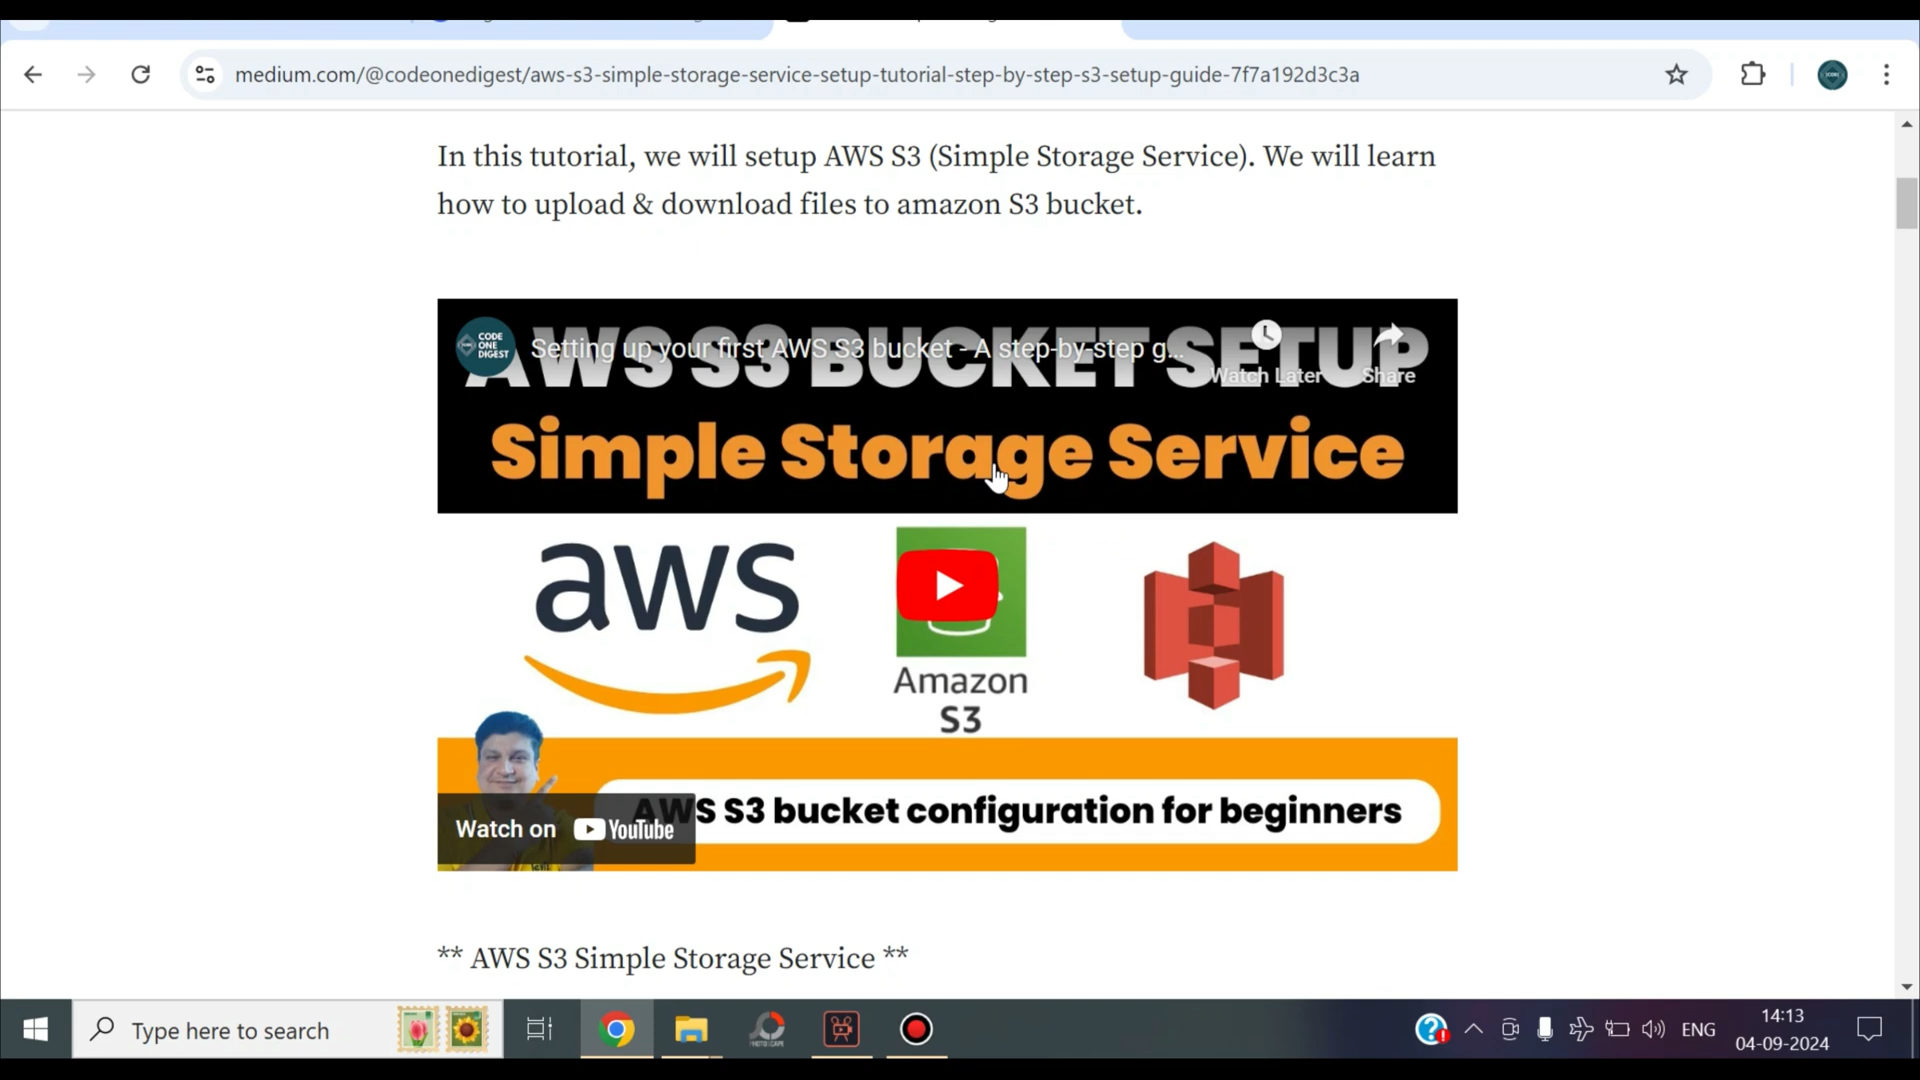 medium.com/@codeonedigest/aws-s3-simple-storage-service-setup-tutorial-step-by-step-s3-setup-guide-7f7a192d3c3a
In this tutorial, we will setup AWS S3 (Simple Storage Service). We will learn
how to upload & download files to amazon S3 bucket.
AWS S3 BUCKET SETUP
CODE
ONE
DIGEST
Setting up your first AWS S3 bucket - A step-by-step g...
Watch Later
Share
Simple Storage Service
aws
Amazon
S3
AWS S3 bucket configuration for beginners
Watch on YouTube
** AWS S3 Simple Storage Service **
Type here to search
ENG
14:13
04-09-2024